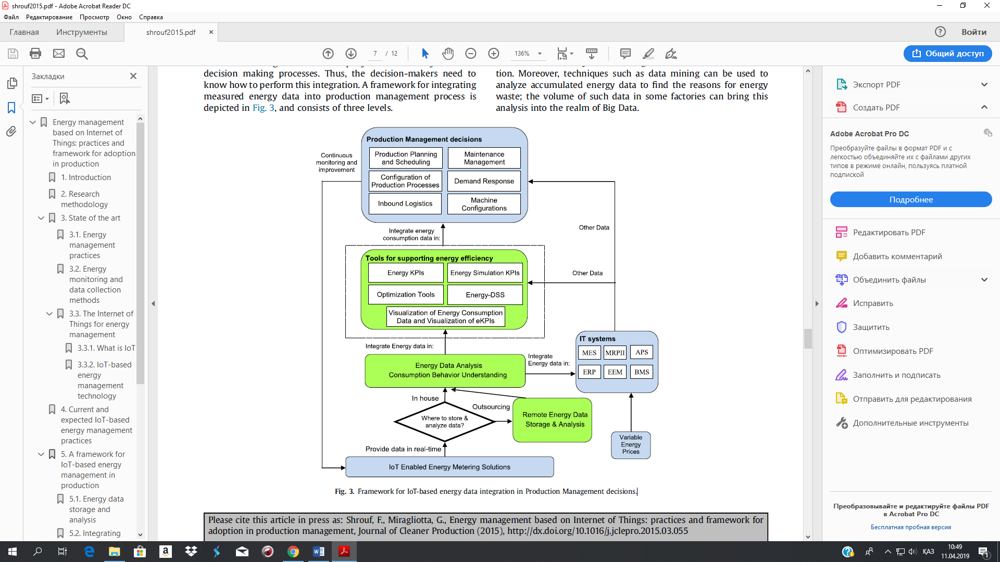 shrouf2015.pdf - Adobe Acrobat Reader DC
Файл Редактирование Просмотр Окно Справка
Главная Инструменты shrouf2015.pdf
Войти
7 / 12
136%
Общий доступ
Закладки
Energy management
based on Internet of
Things: practices and
framework for adoption
in production
1. Introduction
2. Research
methodology
3. State of the art
3.1. Energy
management
practices
3.2. Energy
monitoring and
data collection
methods
3.3. The Internet of
Things for energy
management
3.3.1. What is IoT
3.3.2. IoT-based
energy
management
technology
4. Current and
expected IoT-based
energy management
practices
5. A framework for
IoT-based energy
management in
production
5.1. Energy data
storage and
analysis
5.2. Integrating
decision making processes. Thus, the decision-makers need to
know how to perform this integration. A framework for integrating
measured energy data into production management process is
depicted in Fig. 3, and consists of three levels.
tion. Moreover, techniques such as data mining can be used to
analyze accumulated energy data to find the reasons for energy
waste; the volume of such data in some factories can bring this
analysis into the realm of Big Data.
Production Management decisions
Production Planning
and Scheduling
Maintenance
Management
Configuration of
Production Processes
Demand Response
Inbound Logistics
Machine
Configurations
Continuous
monitoring and
improvement
Integrate energy
consumption data in:
Other Data
Tools for supporting energy efficiency
Energy KPIs
Energy Simulation KPIs
Optimization Tools
Energy-DSS
Visualization of Energy Consumption
Data and Visualization of eKPIs
Other Data
Integrate Energy data in:
Energy Data Analysis
Consumption Behavior Understanding
Integrate
Energy data in:
IT systems
MES MRPII APS
ERP EEM BMS
In house
Outsourcing
Where to store &
analyze data?
Remote Energy Data
Storage & Analysis
Variable
Energy
Prices
Provide data in real-time
IoT Enabled Energy Metering Solutions
Fig. 3. Framework for IoT-based energy data integration in Production Management decisions.
Please cite this article in press as: Shrouf, F., Miragliotta, G., Energy management based on Internet of Things: practices and framework for
adoption in production management, Journal of Cleaner Production (2015), http://dx.doi.org/10.1016/j.jclepro.2015.03.055
Экспорт PDF
Создать PDF
Adobe Acrobat Pro DC
Преобразуйте файлы в формат PDF и с
легкостью объединяйте их с файлами других
типов в режиме онлайн, пользуясь платной
подпиской
Подробнее
Редактировать PDF
Добавить комментарий
Объединить файлы
Исправить
Защитить
Оптимизировать PDF
Заполнить и подписать
Отправить для редактирования
Дополнительные инструменты
Преобразовывайте и редактируйте файлы PDF
в Acrobat Pro DC
Бесплатная пробная версия
ҚАЗ
10:49
11.04.2019
1